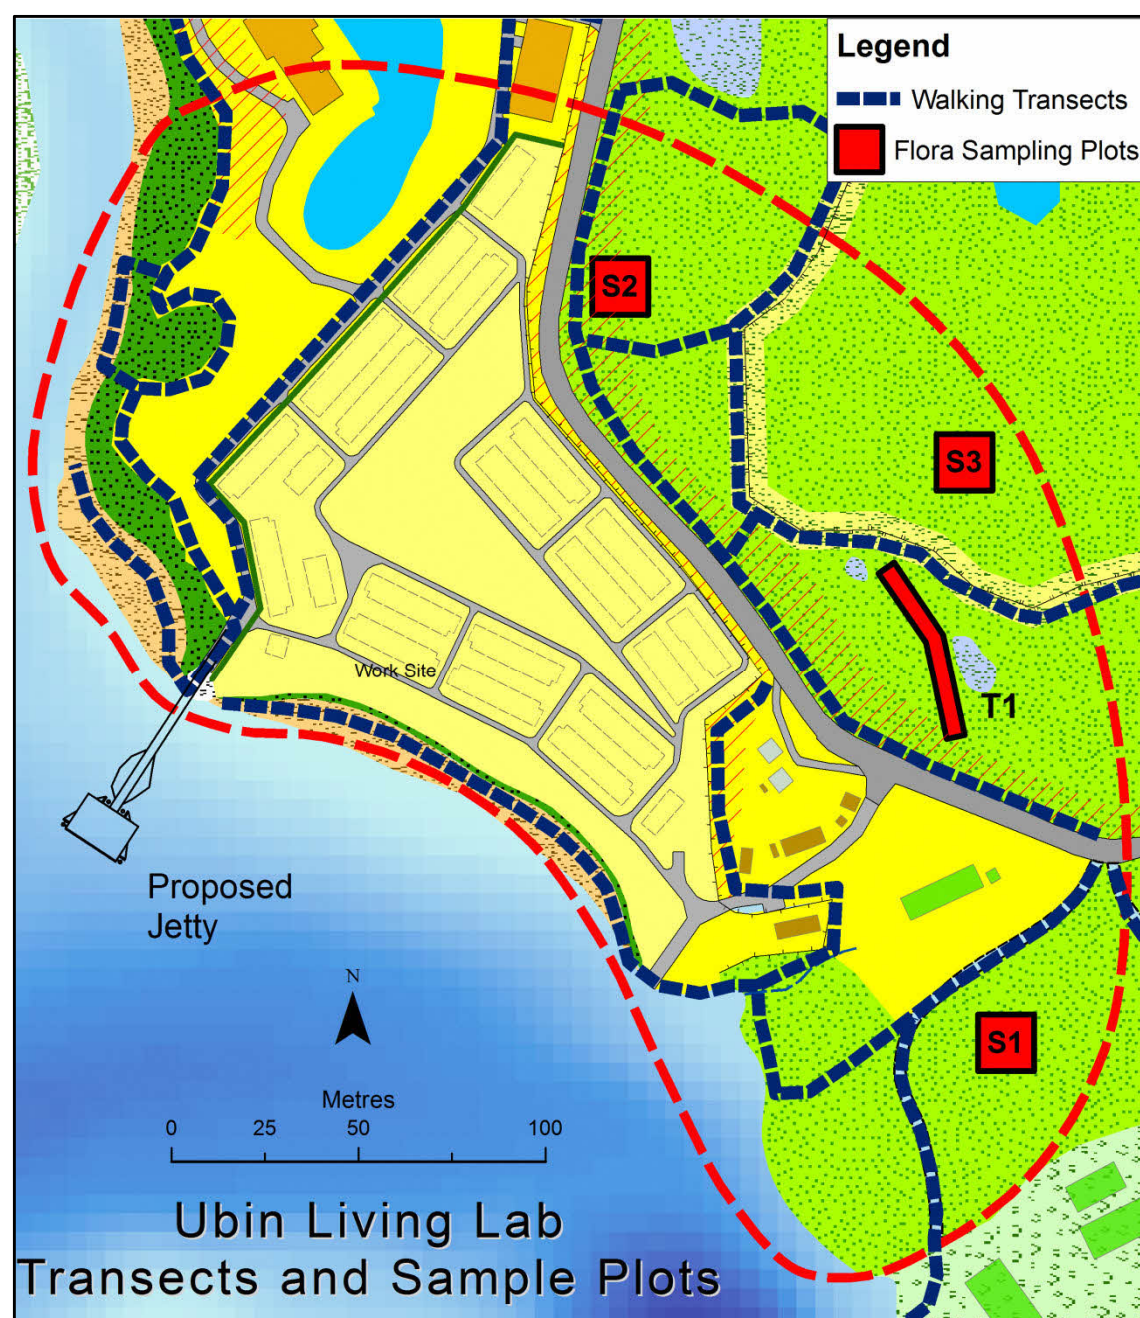 Legend
Walking Transects
Flora Sampling Plots
S2
S3
T1
Work Site
Proposed
Jetty
N
S1
Metres
0 25 50 100
Ubin Living Lab
Transects and Sample Plots